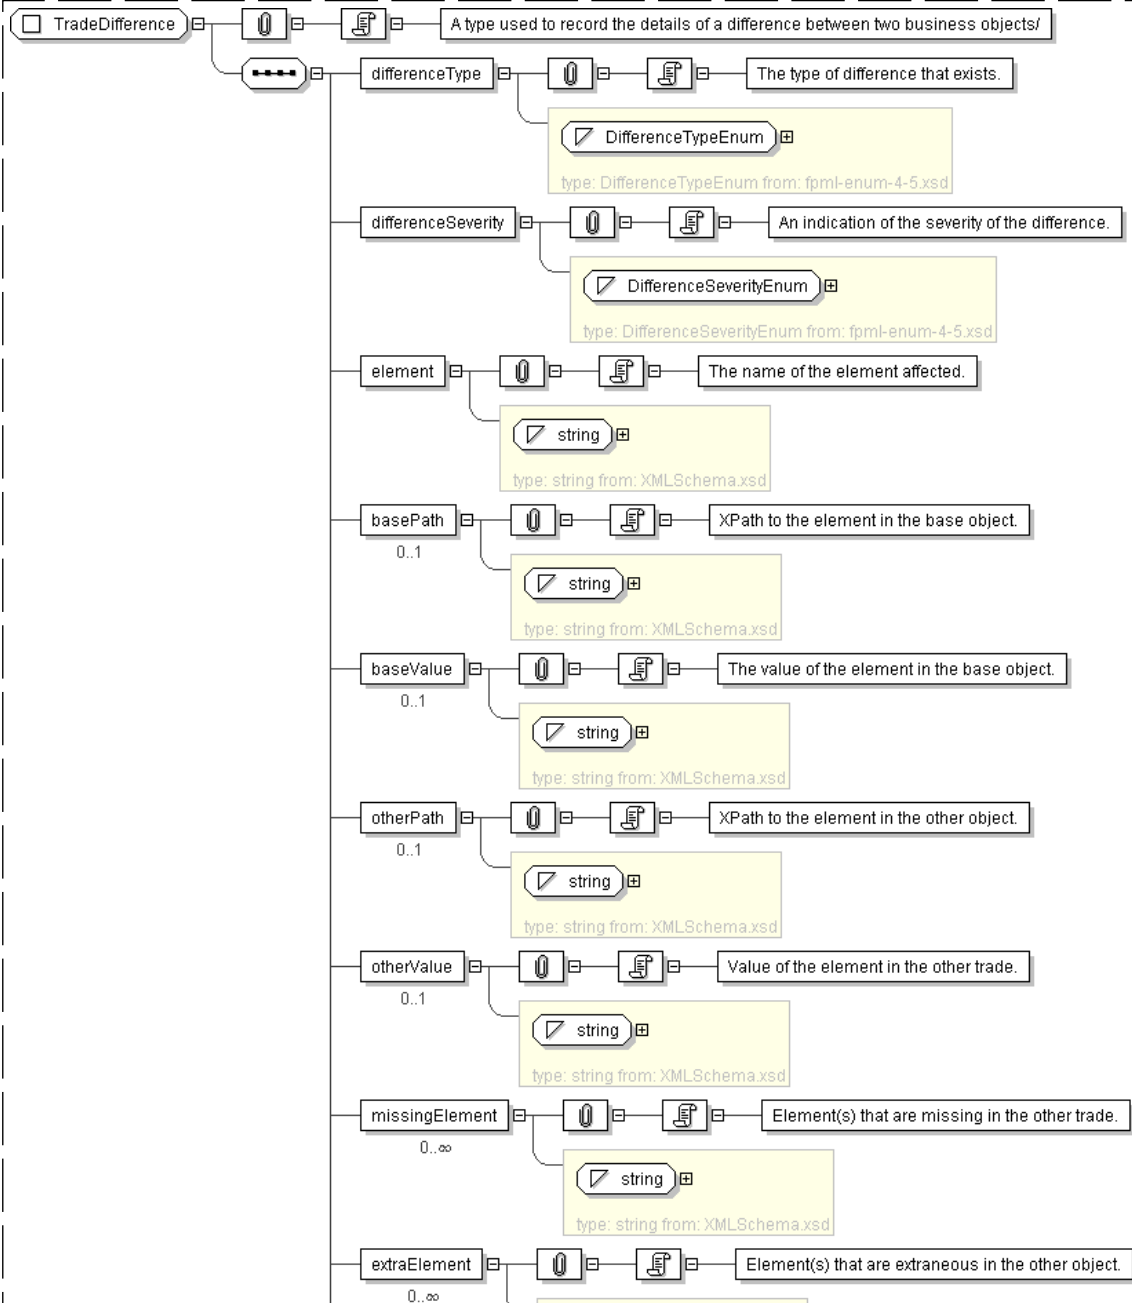 TradeDifference
A type used to record the details of a difference between two business objects/
differenceType
The type of difference that exists.
DifferenceTypeEnum
type: DifferenceTypeEnum from: fpml-enum-4-5.xsd
differenceSeverity
An indication of the severity of the difference.
DifferenceSeverityEnum
type: DifferenceSeverityEnum from: fpml-enum-4-5.xsd
element
The name of the element affected.
string
type: string from: XMLSchema.xsd
basePath
XPath to the element in the base object.
0..1
string
type: string from: XMLSchema.xsd
baseValue
The value of the element in the base object.
0..1
string
type: string from: XMLSchema.xsd
otherPath
XPath to the element in the other object.
0..1
string
type: string from: XMLSchema.xsd
otherValue
Value of the element in the other trade.
0..1
string
type: string from: XMLSchema.xsd
missingElement
Element(s) that are missing in the other trade.
0..∞
string
type: string from: XMLSchema.xsd
extraElement
Element(s) that are extraneous in the other object.
0..∞